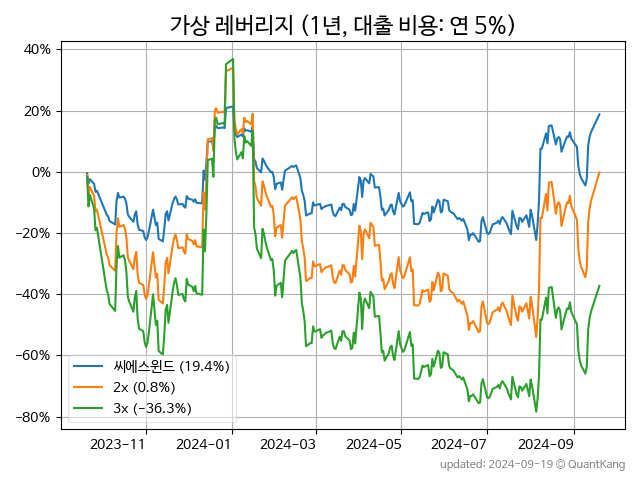 가상 레버리지 (1년, 대출 비용: 연 5%)
40%
20%
0%
−20%
−40%
−60%
−80%
씨에스윈드 (19.4%)
2x (0.8%)
3x (-36.3%)
2023-11
2024-01
2024-03
2024-05
2024-07
2024-09
updated: 2024-09-19 © QuantKang